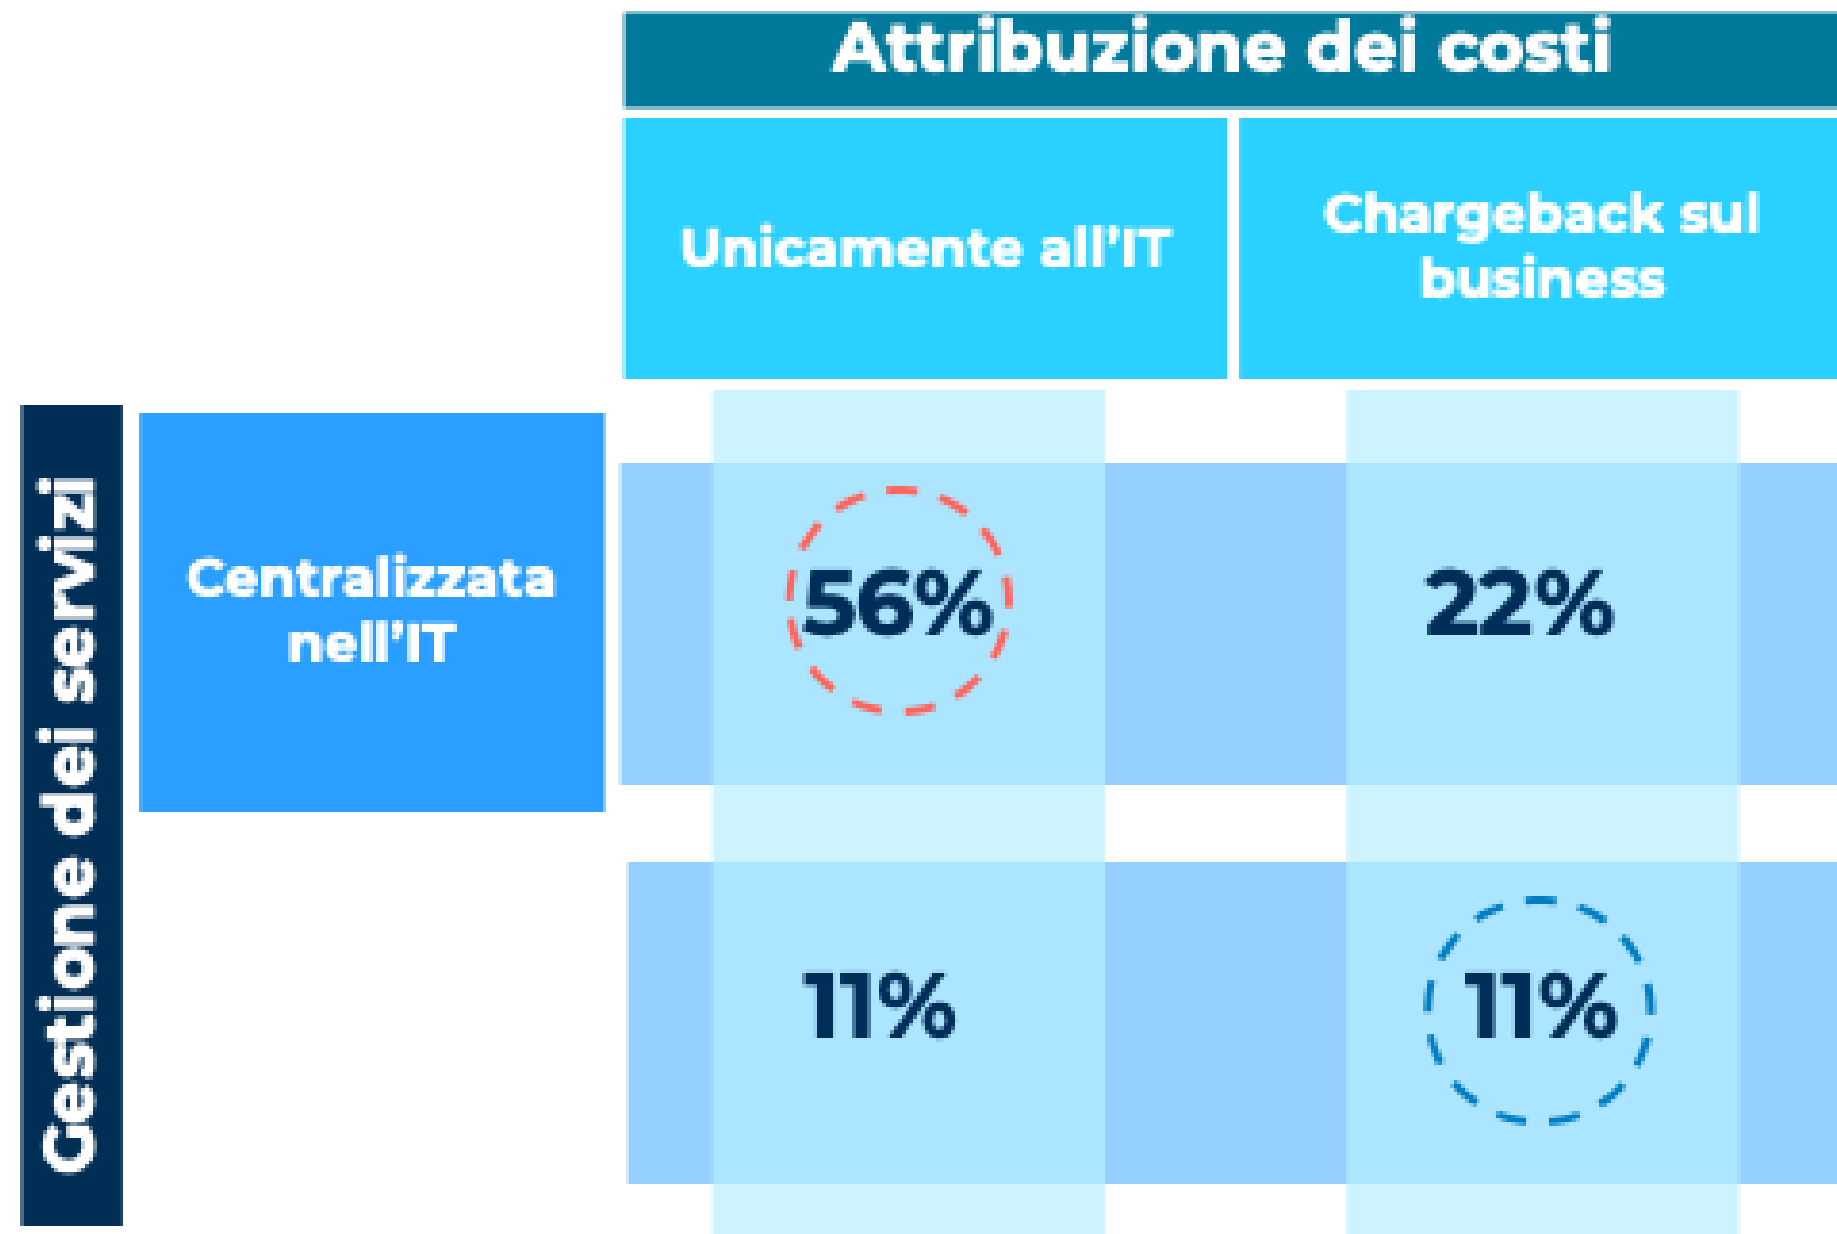 Attribuzione dei costi
Unicamente all'IT
Chargeback sul
business
Gestione dei servizi
Centralizzata
nell'IT
56%
22%
11%
11%